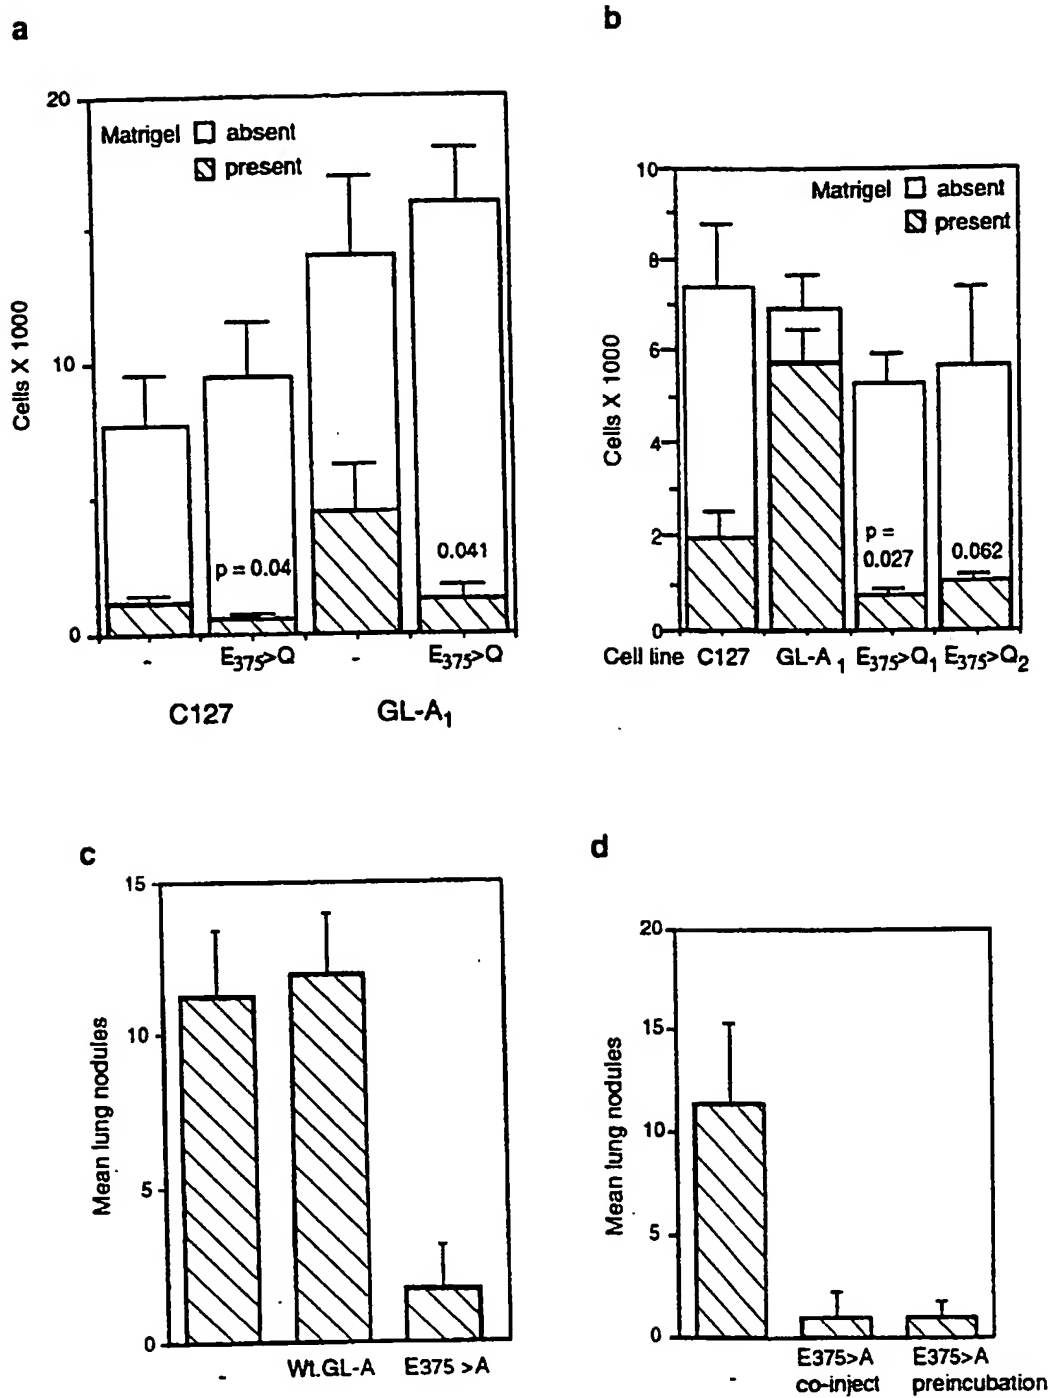 a
20
10
0
Cells X 1000
Matrigel absent
present
p = 0.04
0.041
- E375>Q - E375>Q
C127 GL-A1
b
10
8
6
4
2
0
Cells X 1000
Matrigel absent
present
p =
0.027
0.062
Cell line C127 GL-A 1 E375>Q1 E375>Q2
c
15
10
5
0
Mean lung nodules
- Wt.GL-A E375 >A
d
20
15
10
5
0
Mean lung nodules
- E375>A E375>A
co-inject preincubation